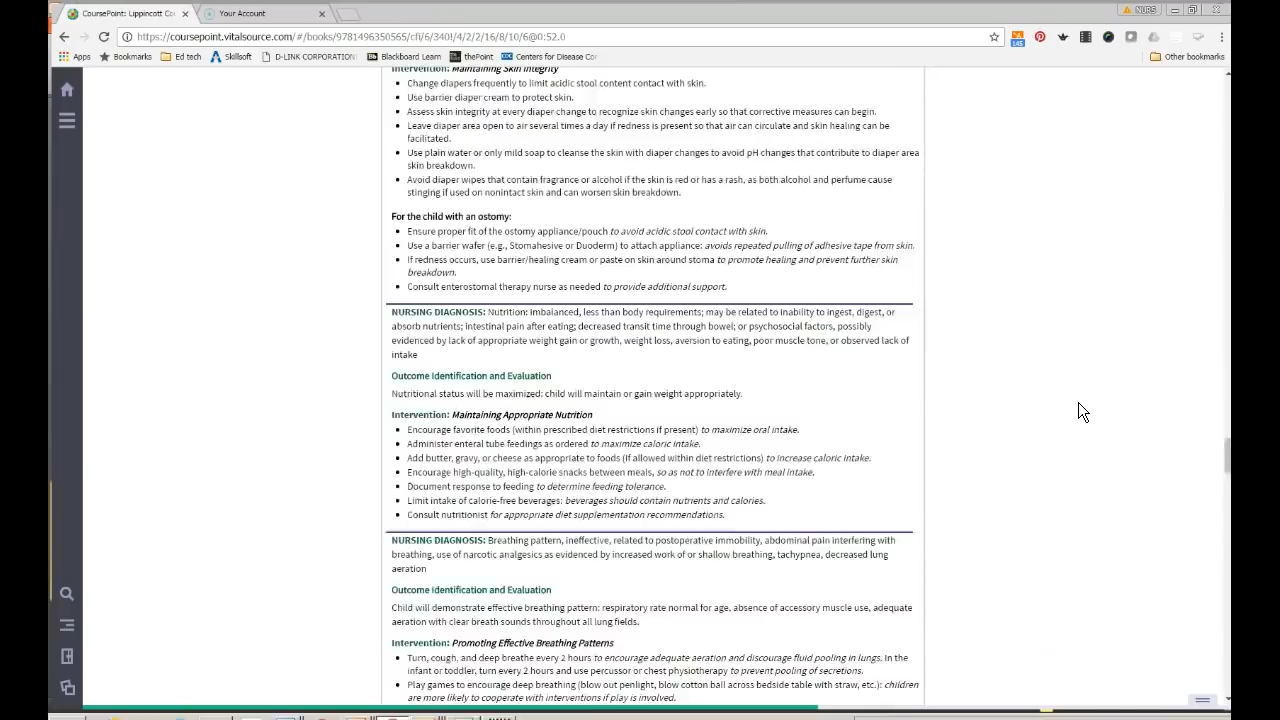 CoursePoint: Lippincott Co
Your Account
NURS
https://coursepoint.vitalsource.com/#/books/9781496350565/cfi/6/340!/4/2/2/16/8/10/6@0:52.0
145
Apps
Bookmarks
Ed tech
Skillsoft
D-LINK CORPORATION
Blackboard Learn
thePoint
Centers for Disease Co
Other bookmarks
Intervention: Maintaining Skin Integrity
• Change diapers frequently to limit acidic stool content contact with skin.
• Use barrier diaper cream to protect skin.
• Assess skin integrity at every diaper change to recognize skin changes early so that corrective measures can begin.
• Leave diaper area open to air several times a day if redness is present so that air can circulate and skin healing can be
facilitated.
• Use plain water or only mild soap to cleanse the skin with diaper changes to avoid pH changes that contribute to diaper area
skin breakdown.
• Avoid diaper wipes that contain fragrance or alcohol if the skin is red or has a rash, as both alcohol and perfume cause
stinging if used on nonintact skin and can worsen skin breakdown.
For the child with an ostomy:
• Ensure proper fit of the ostomy appliance/pouch to avoid acidic stool contact with skin.
• Use a barrier wafer (e.g., Stomahesive or Duoderm) to attach appliance: avoids repeated pulling of adhesive tape from skin.
• If redness occurs, use barrier/healing cream or paste on skin around stoma to promote healing and prevent further skin
breakdown.
• Consult enterostomal therapy nurse as needed to provide additional support.
NURSING DIAGNOSIS: Nutrition: imbalanced, less than body requirements; may be related to inability to ingest, digest, or
absorb nutrients; intestinal pain after eating; decreased transit time through bowel; or psychosocial factors, possibly
evidenced by lack of appropriate weight gain or growth, weight loss, aversion to eating, poor muscle tone, or observed lack of
intake
Outcome Identification and Evaluation
Nutritional status will be maximized: child will maintain or gain weight appropriately.
Intervention: Maintaining Appropriate Nutrition
• Encourage favorite foods (within prescribed diet restrictions if present) to maximize oral intake.
• Administer enteral tube feedings as ordered to maximize caloric intake.
• Add butter, gravy, or cheese as appropriate to foods (if allowed within diet restrictions) to increase caloric intake.
• Encourage high-quality, high-calorie snacks between meals, so as not to interfere with meal intake.
• Document response to feeding to determine feeding tolerance.
• Limit intake of calorie-free beverages: beverages should contain nutrients and calories.
• Consult nutritionist for appropriate diet supplementation recommendations.
NURSING DIAGNOSIS: Breathing pattern, ineffective, related to postoperative immobility, abdominal pain interfering with
breathing, use of narcotic analgesics as evidenced by increased work of or shallow breathing, tachypnea, decreased lung
aeration
Outcome Identification and Evaluation
Child will demonstrate effective breathing pattern: respiratory rate normal for age, absence of accessory muscle use, adequate
aeration with clear breath sounds throughout all lung fields.
Intervention: Promoting Effective Breathing Patterns
• Turn, cough, and deep breathe every 2 hours to encourage adequate aeration and discourage fluid pooling in lungs. In the
infant or toddler, turn every 2 hours and use percussor or chest physiotherapy to prevent pooling of secretions.
• Play games to encourage deep breathing (blow out penlight, blow cotton ball across bedside table with straw, etc.): children
are more likely to cooperate with interventions if play is involved.